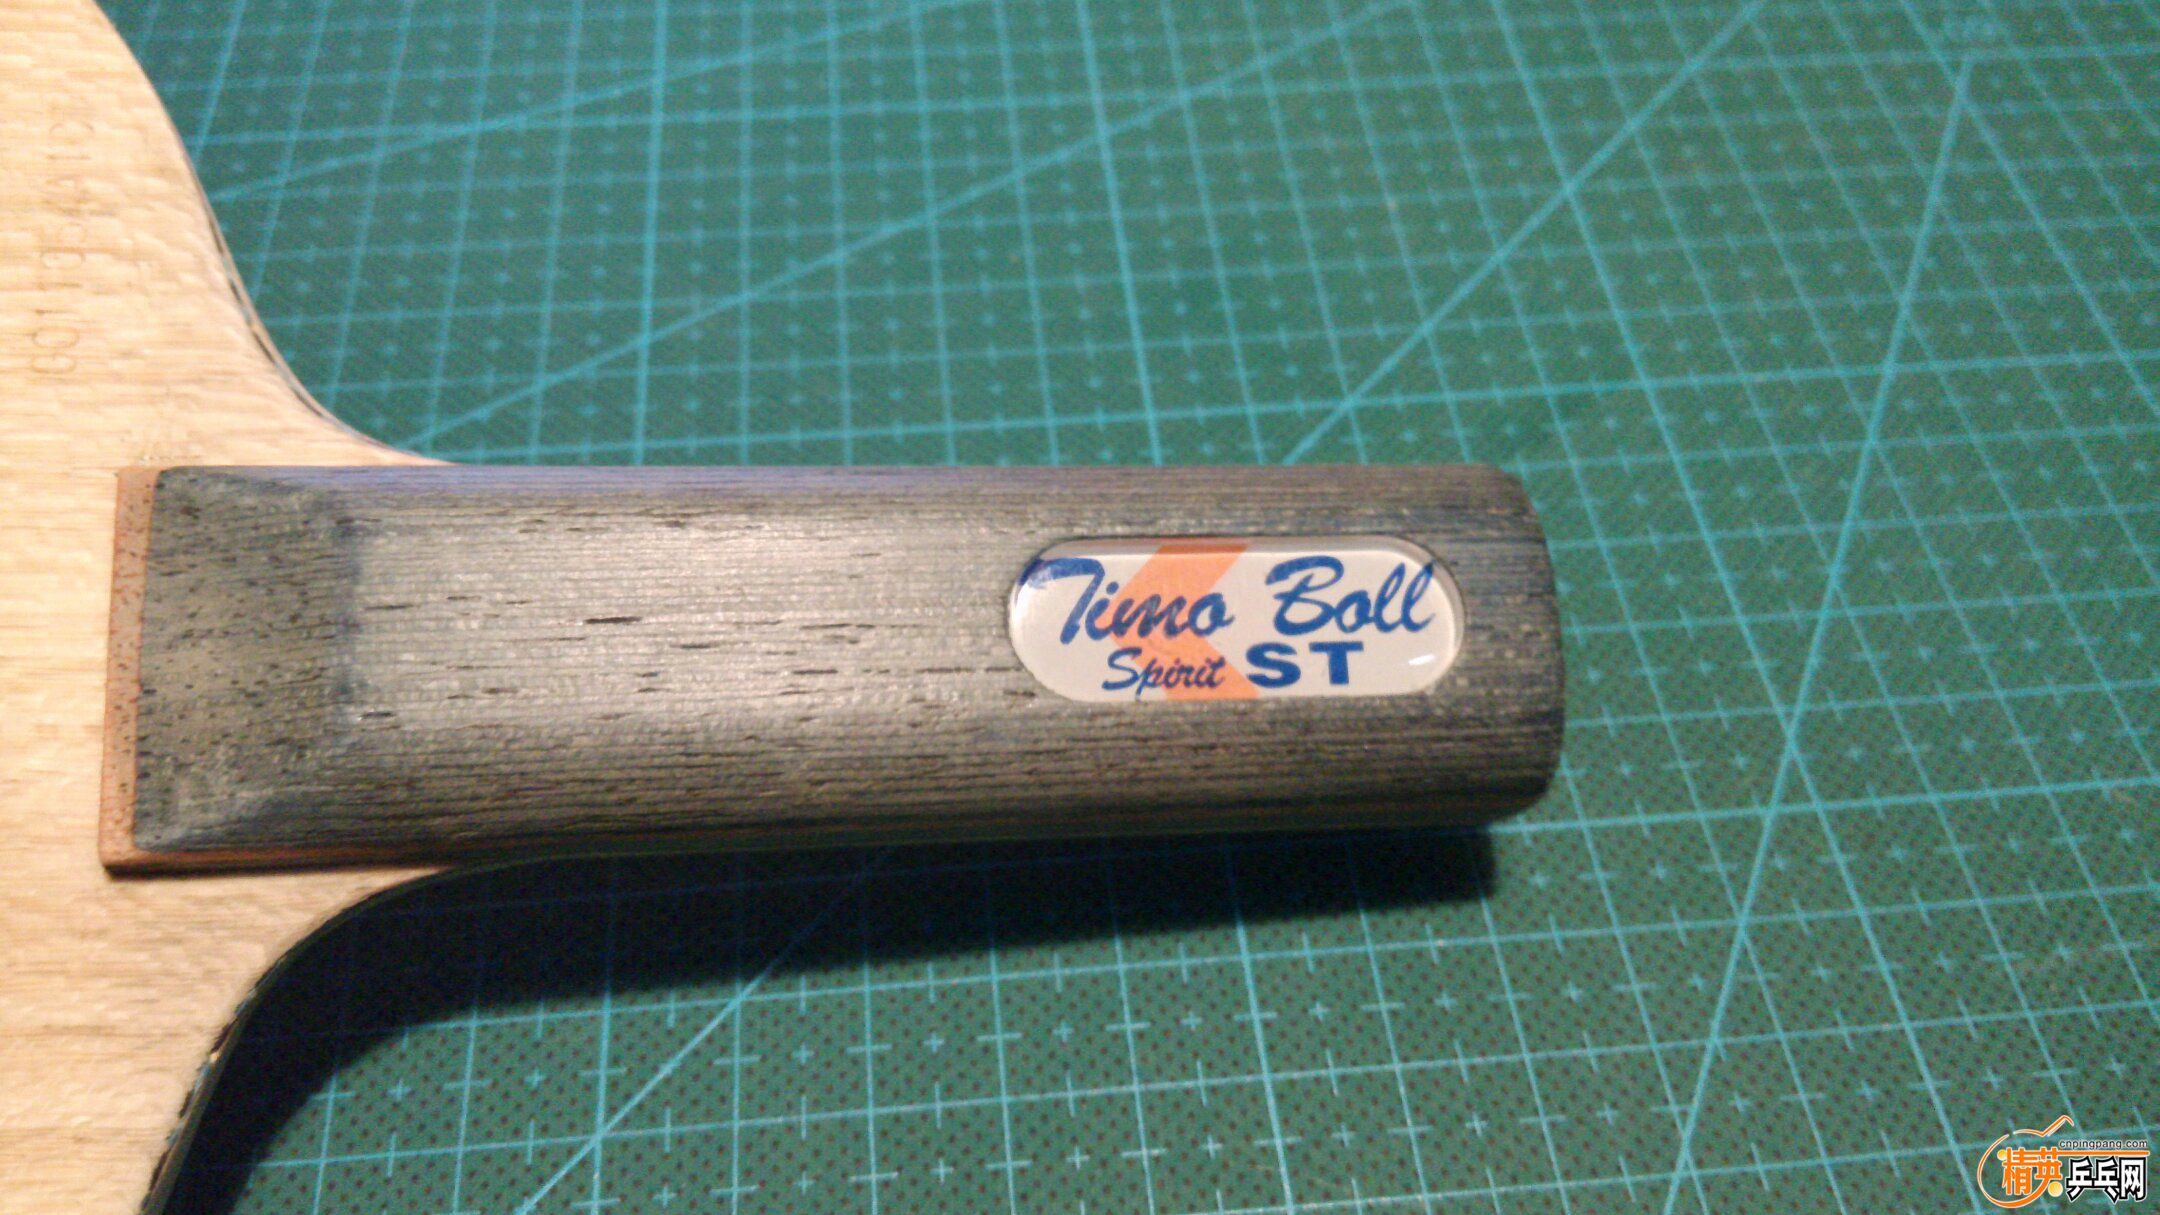 Timo Boll
Spirit ST
cnpingpang.com
精英乒乓网